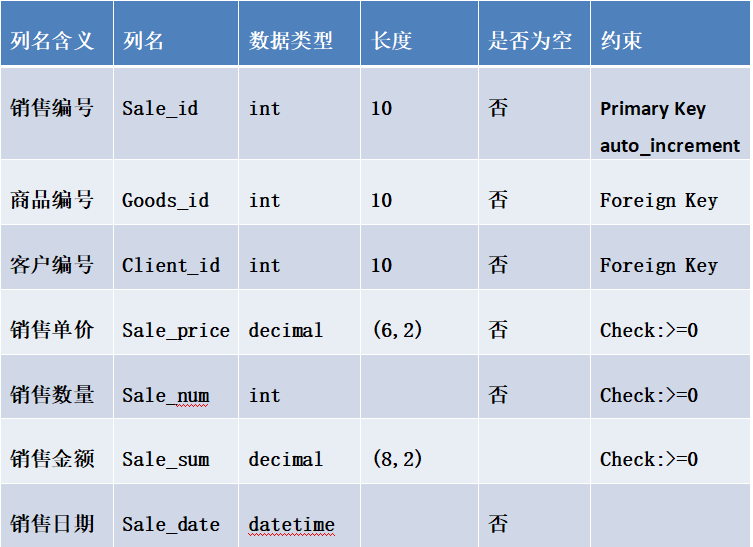 列名含义 列名 数据类型 长度 是否为空 约束
销售编号 Sale_id int 10 否 Primary Key
auto_increment
商品编号 Goods_id int 10 否 Foreign Key
客户编号 Client_id int 10 否 Foreign Key
销售单价 Sale_price decimal (6,2) 否 Check:>=0
销售数量 Sale_num int 否 Check:>=0
销售金额 Sale_sum decimal (8,2) Check:>=0
销售日期 Sale_date datetime 否